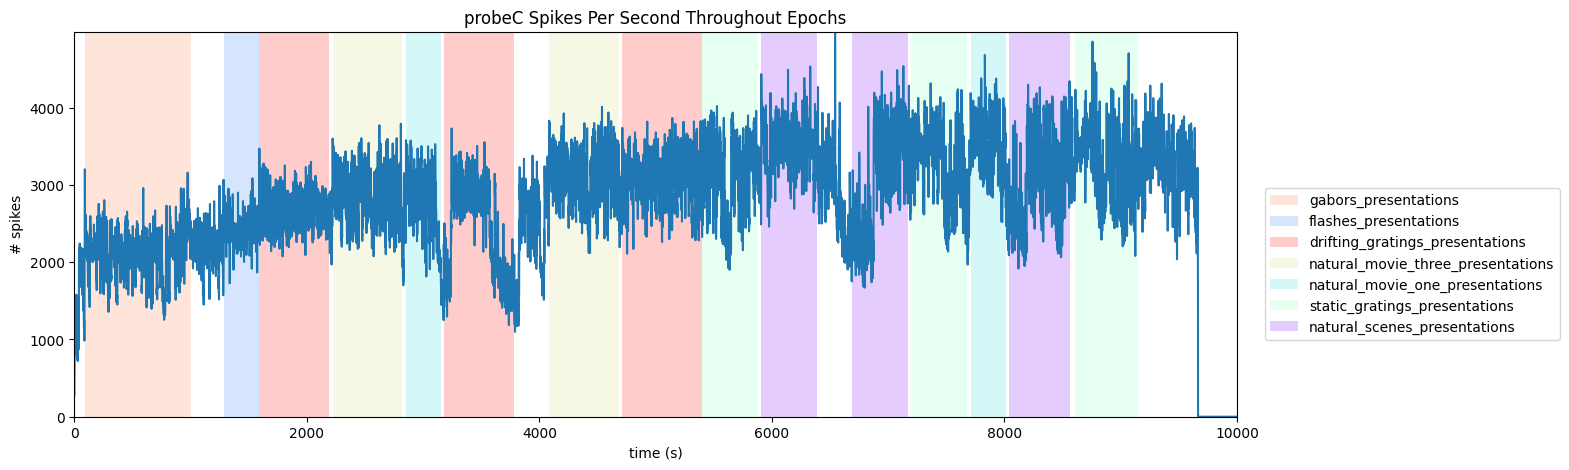 probeC Spikes Per Second Throughout Epochs
# spikes
4000
3000
2000
1000
0
0
2000
4000
6000
8000
10000
time (s)
gabors_presentations
flashes_presentations
drifting_gratings_presentations
natural_movie_three_presentations
natural_movie_one_presentations
static_gratings_presentations
natural_scenes_presentations